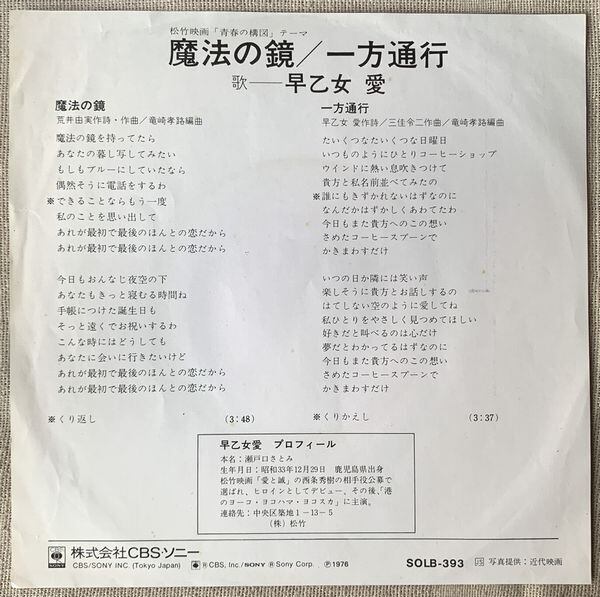 松竹映画「青春の構図」テーマ
魔法の鏡／一方通行
歌──早乙女 愛
魔法の鏡
荒井由実作詩・作曲／竜崎孝路編曲
魔法の鏡を持ってたら
あなたの暮し写してみたい
もしもブルーにしていたなら
偶然そうに電話をするわ
※できることならもう一度
私のことを思い出して
あれが最初で最後のほんとの恋だから
あれが最初で最後のほんとの恋だから
今日もおんなじ夜空の下
あなたもきっと寝むる時間ね
手帳につけた誕生日も
そっと遠くでお祝いするわ
こんな時にはどうしても
あなたに会いに行きたいけど
あれが最初で最後のほんとの恋だから
あれが最初で最後のほんとの恋だから
※くり返し (3:48)
一方通行
早乙女 愛作詩／三佳令二作曲／竜崎孝路編曲
たいくつなたいくつな日曜日
いつものようにひとりコーヒーショップ
ウインドに熱い息吹きつけて
貴方と私名前並べてみたの
※誰にもきずかれないはずなのに
なんだかはずかしくあわてたわ
今日もまた貴方へのこの想い
さめたコーヒースプーンで
かきまわすだけ
いつの日か隣には笑い声
楽しそうに貴方とお話しするの
はてしない空のように愛してね
私ひとりをやさしく見つめてほしい
好きだと叫べるのは心だけ
夢だとわかってるはずなのに
今日もまた貴方へのこの想い
さめたコーヒースプーンで
かきまわすだけ
※くりかえし (3:37)
早乙女愛 プロフィール
本名：瀬戸口さとみ
生年月日：昭和33年12月29日 鹿児島県出身
松竹映画「愛と誠」の西条秀樹の相手役公募で
選ばれ、ヒロインとしてデビュー、その後、「港
のヨーコ・ヨコハマ・ヨコスカ」に主演。
連絡先：中央区築地1－13－5
（株）松竹
SONY
株式会社CBS・ソニー
CBS/SONY INC. (Tokyo Japan)
® CBS, Inc./SONY ® Sony Corp. ℗1976
SOLB-393
JS 写真提供：近代映画